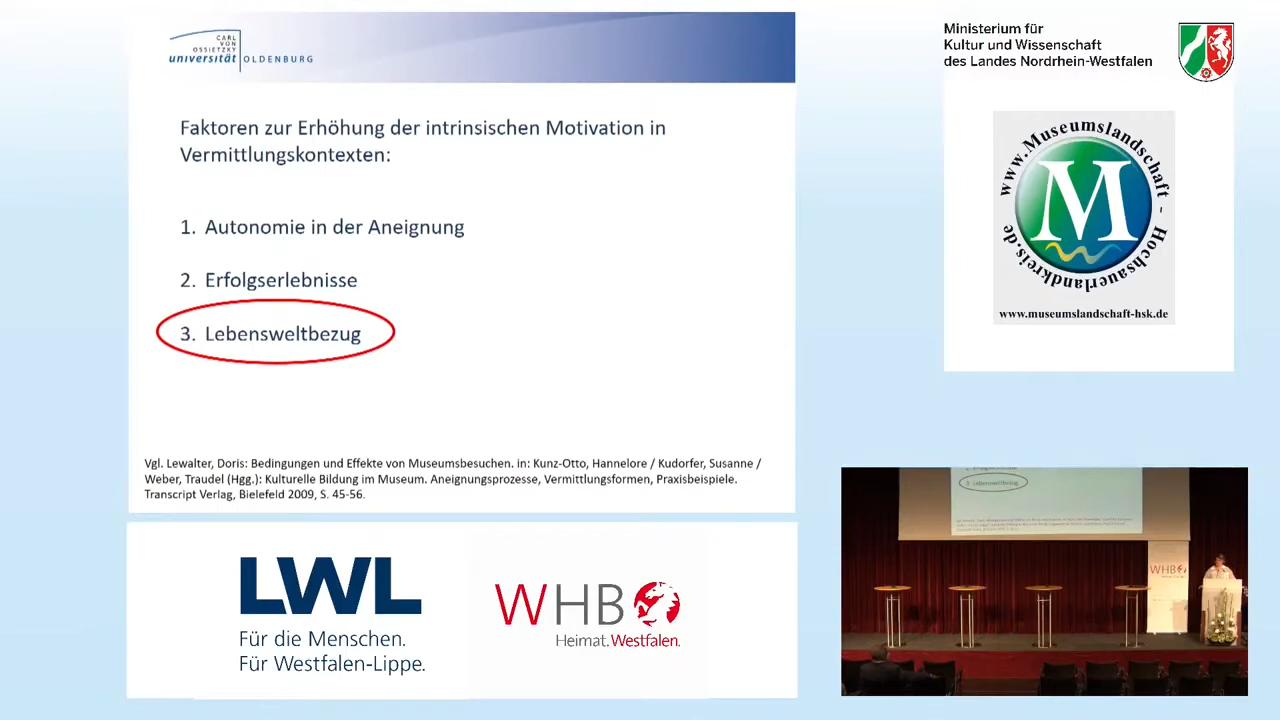 CARL
VON
OSSIETZKY
universität OLDENBURG
Faktoren zur Erhöhung der intrinsischen Motivation in
Vermittlungskontexten:
1. Autonomie in der Aneignung
2. Erfolgserlebnisse
3. Lebensweltbezug
Vgl. Lewalter, Doris: Bedingungen und Effekte von Museumsbesuchen. in: Kunz-Otto, Hannelore / Kudorfer, Susanne /
Weber, Traudel (Hgg.): Kulturelle Bildung im Museum. Aneignungsprozesse, Vermittlungsformen, Praxisbeispiele.
Transcript Verlag, Bielefeld 2009, S. 45-56.
LWL
Für die Menschen.
Für Westfalen-Lippe.
WHB
Heimat.Westfalen.
Ministerium für
Kultur und Wissenschaft
des Landes Nordrhein-Westfalen
www.Museumslandschaft -
Hochsauerlandkreis.de
M
www.museumslandschaft-hsk.de
3. Lebensweltbezug
WHB